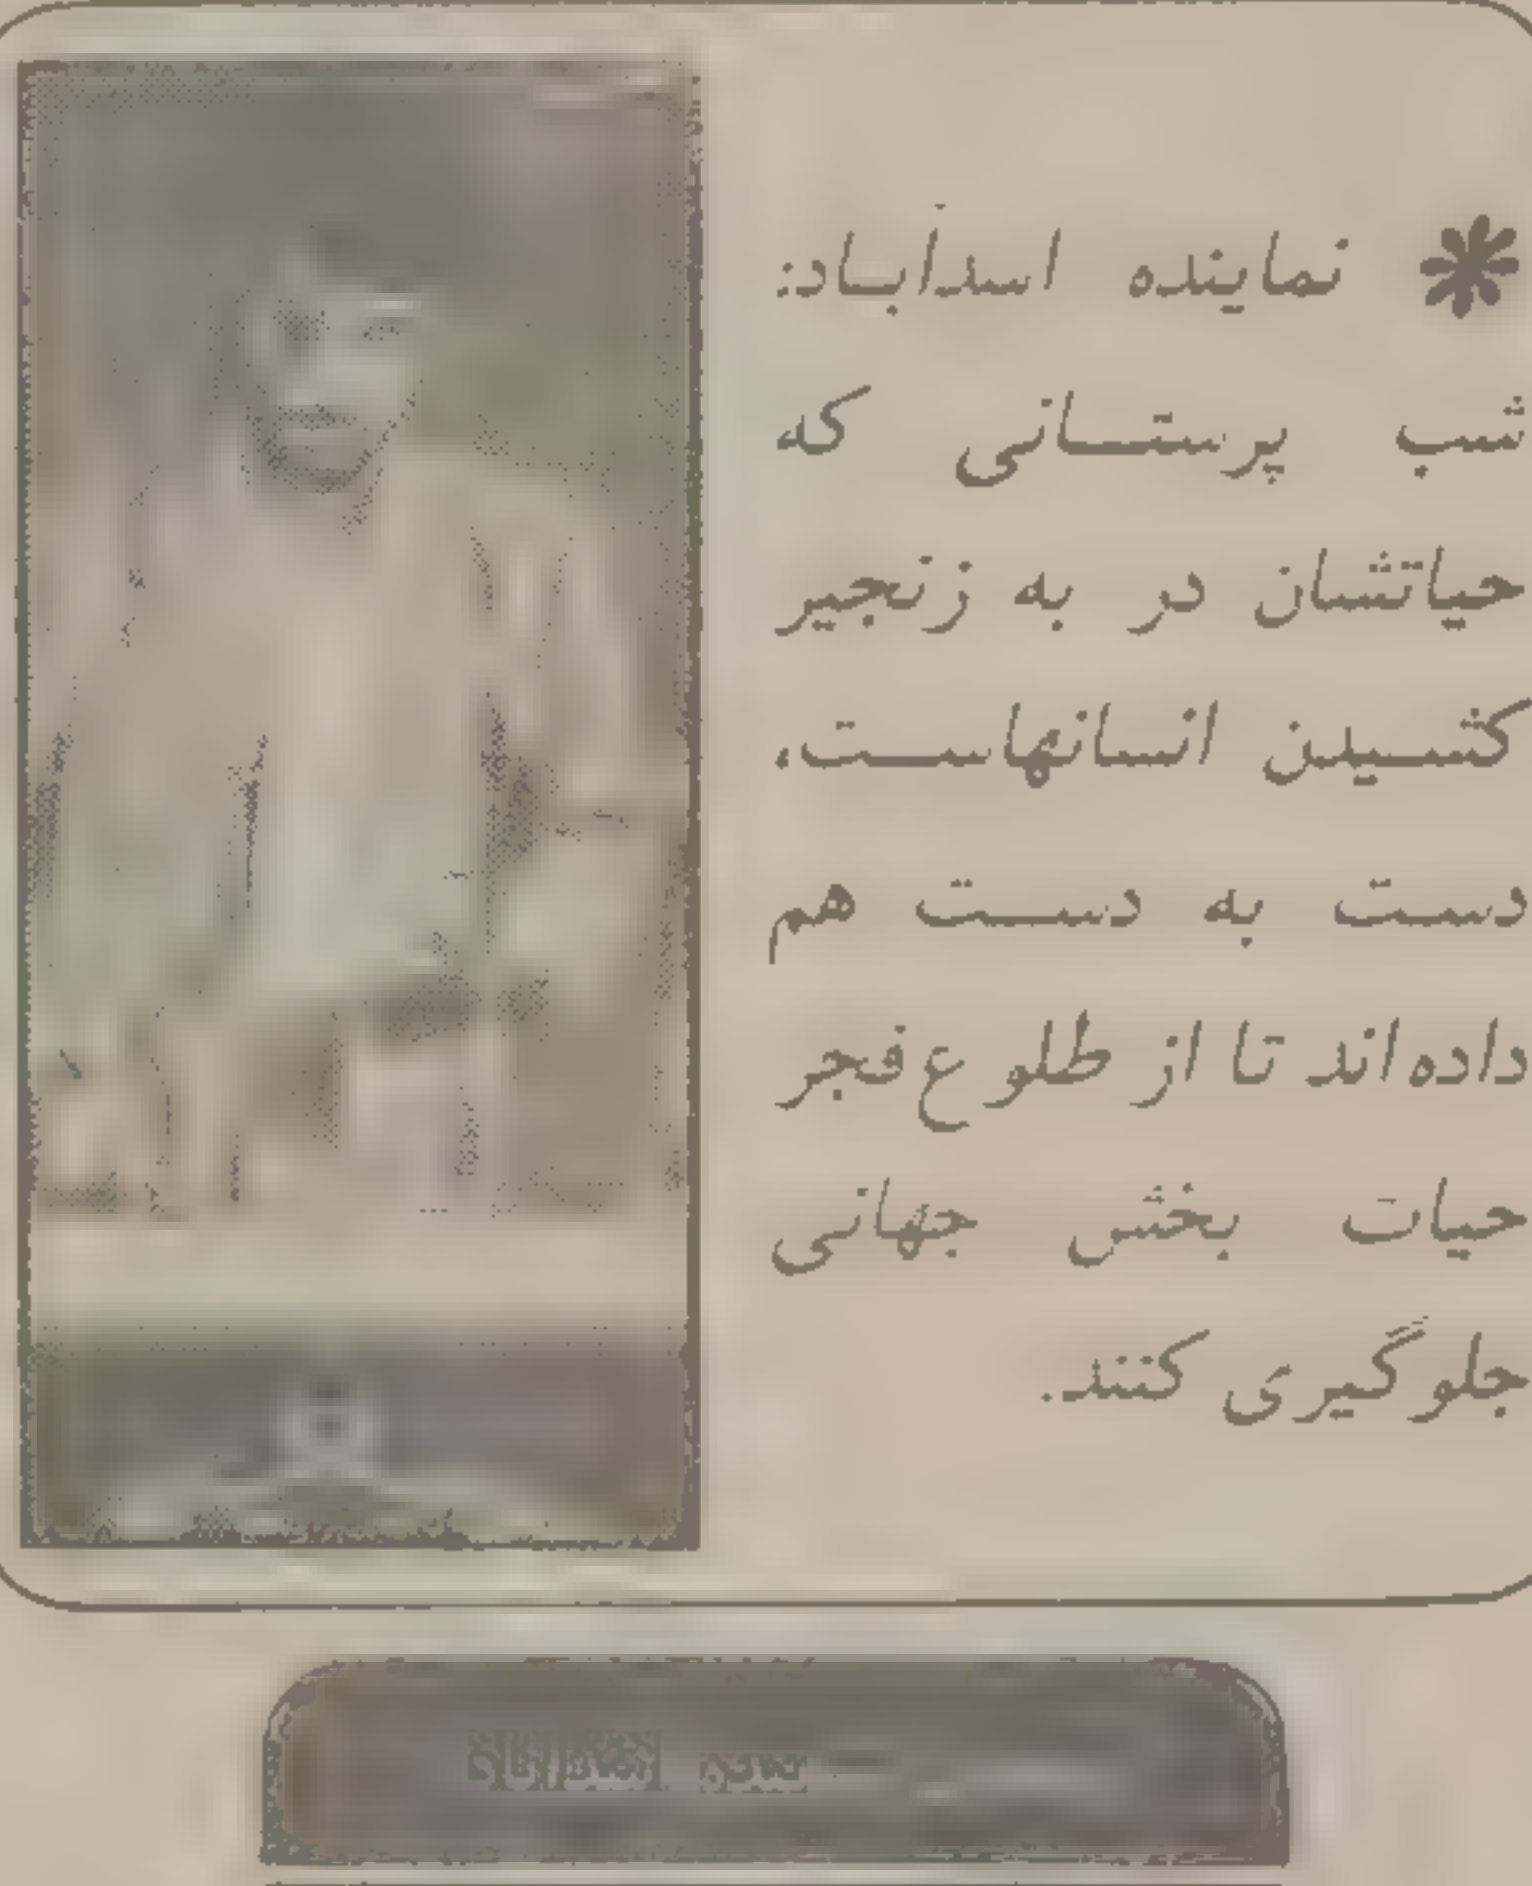 نماینده اسدآباد:
شب پرستانی که
حیاتشان در به زنجیر
کشیدن انسانهاست،
دست به دست هم
داده‌اند تا از طلوع فجر
حیات بخش جهانی
جلوگیری کنند.